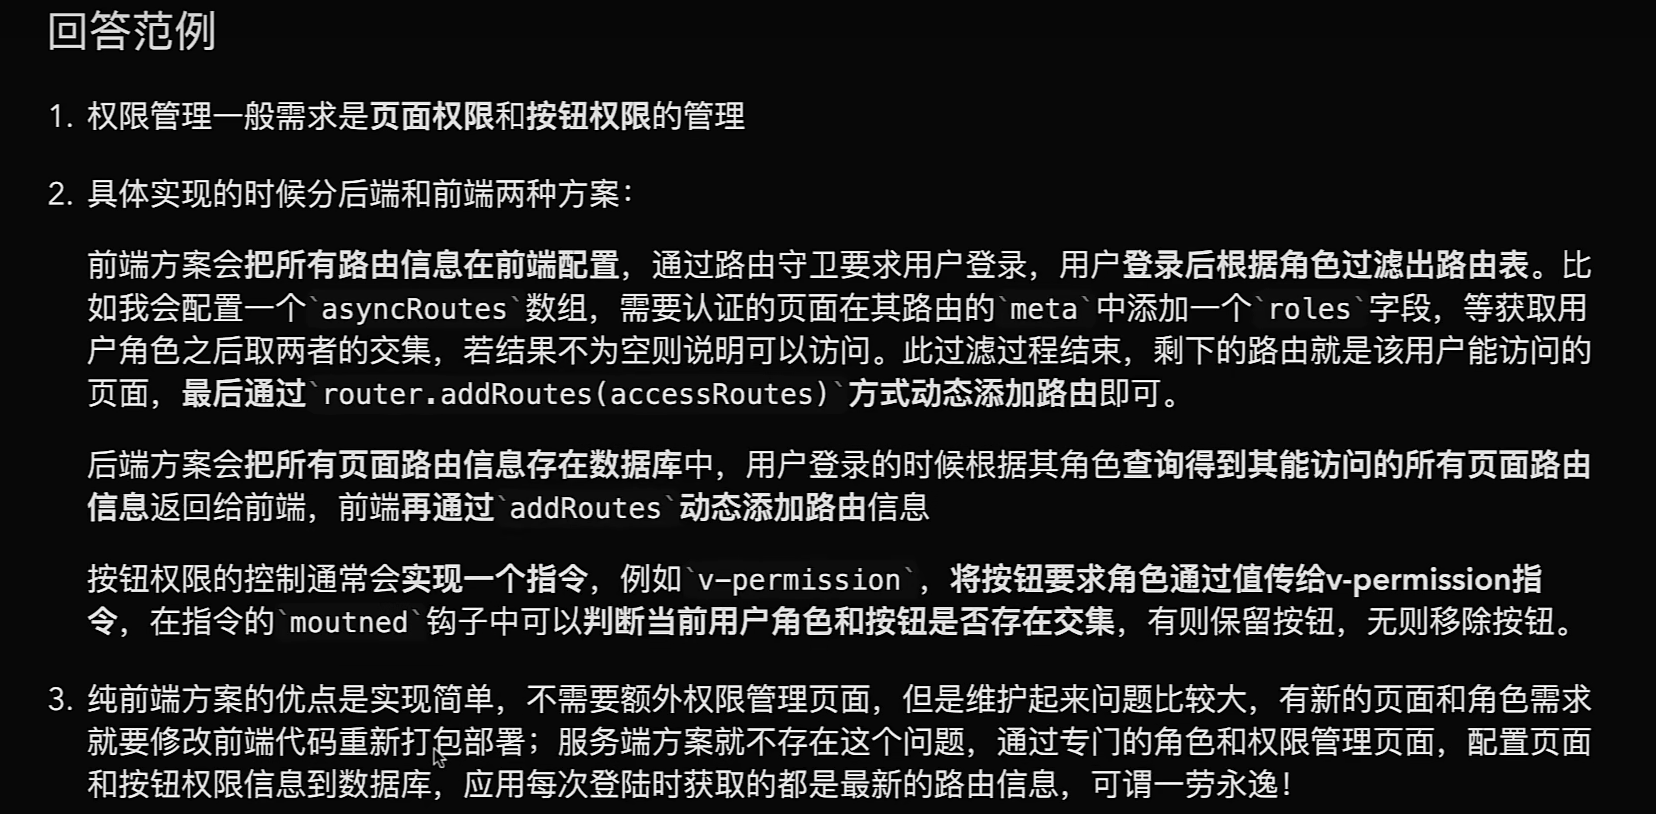 回答范例
1. 权限管理一般需求是页面权限和按钮权限的管理
2. 具体实现的时候分后端和前端两种方案：
前端方案会把所有路由信息在前端配置，通过路由守卫要求用户登录，用户登录后根据角色过滤出路由表。比
如我会配置一个`asyncRoutes`数组，需要认证的页面在其路由的`meta`中添加一个`roles`字段，等获取用
户角色之后取两者的交集，若结果不为空则说明可以访问。此过滤过程结束，剩下的路由就是该用户能访问的
页面，最后通过`router.addRoutes(accessRoutes)`方式动态添加路由即可。
后端方案会把所有页面路由信息存在数据库中，用户登录的时候根据其角色查询得到其能访问的所有页面路由
信息返回给前端，前端再通过`addRoutes`动态添加路由信息
按钮权限的控制通常会实现一个指令，例如`v-permission`，将按钮要求角色通过值传给v-permission指
令，在指令的`moutned`钩子中可以判断当前用户角色和按钮是否存在交集，有则保留按钮，无则移除按钮。
3. 纯前端方案的优点是实现简单，不需要额外权限管理页面，但是维护起来问题比较大，有新的页面和角色需求
就要修改前端代码重新打包部署；服务端方案就不存在这个问题，通过专门的角色和权限管理页面，配置页面
和按钮权限信息到数据库，应用每次登陆时获取的都是最新的路由信息，可谓一劳永逸！